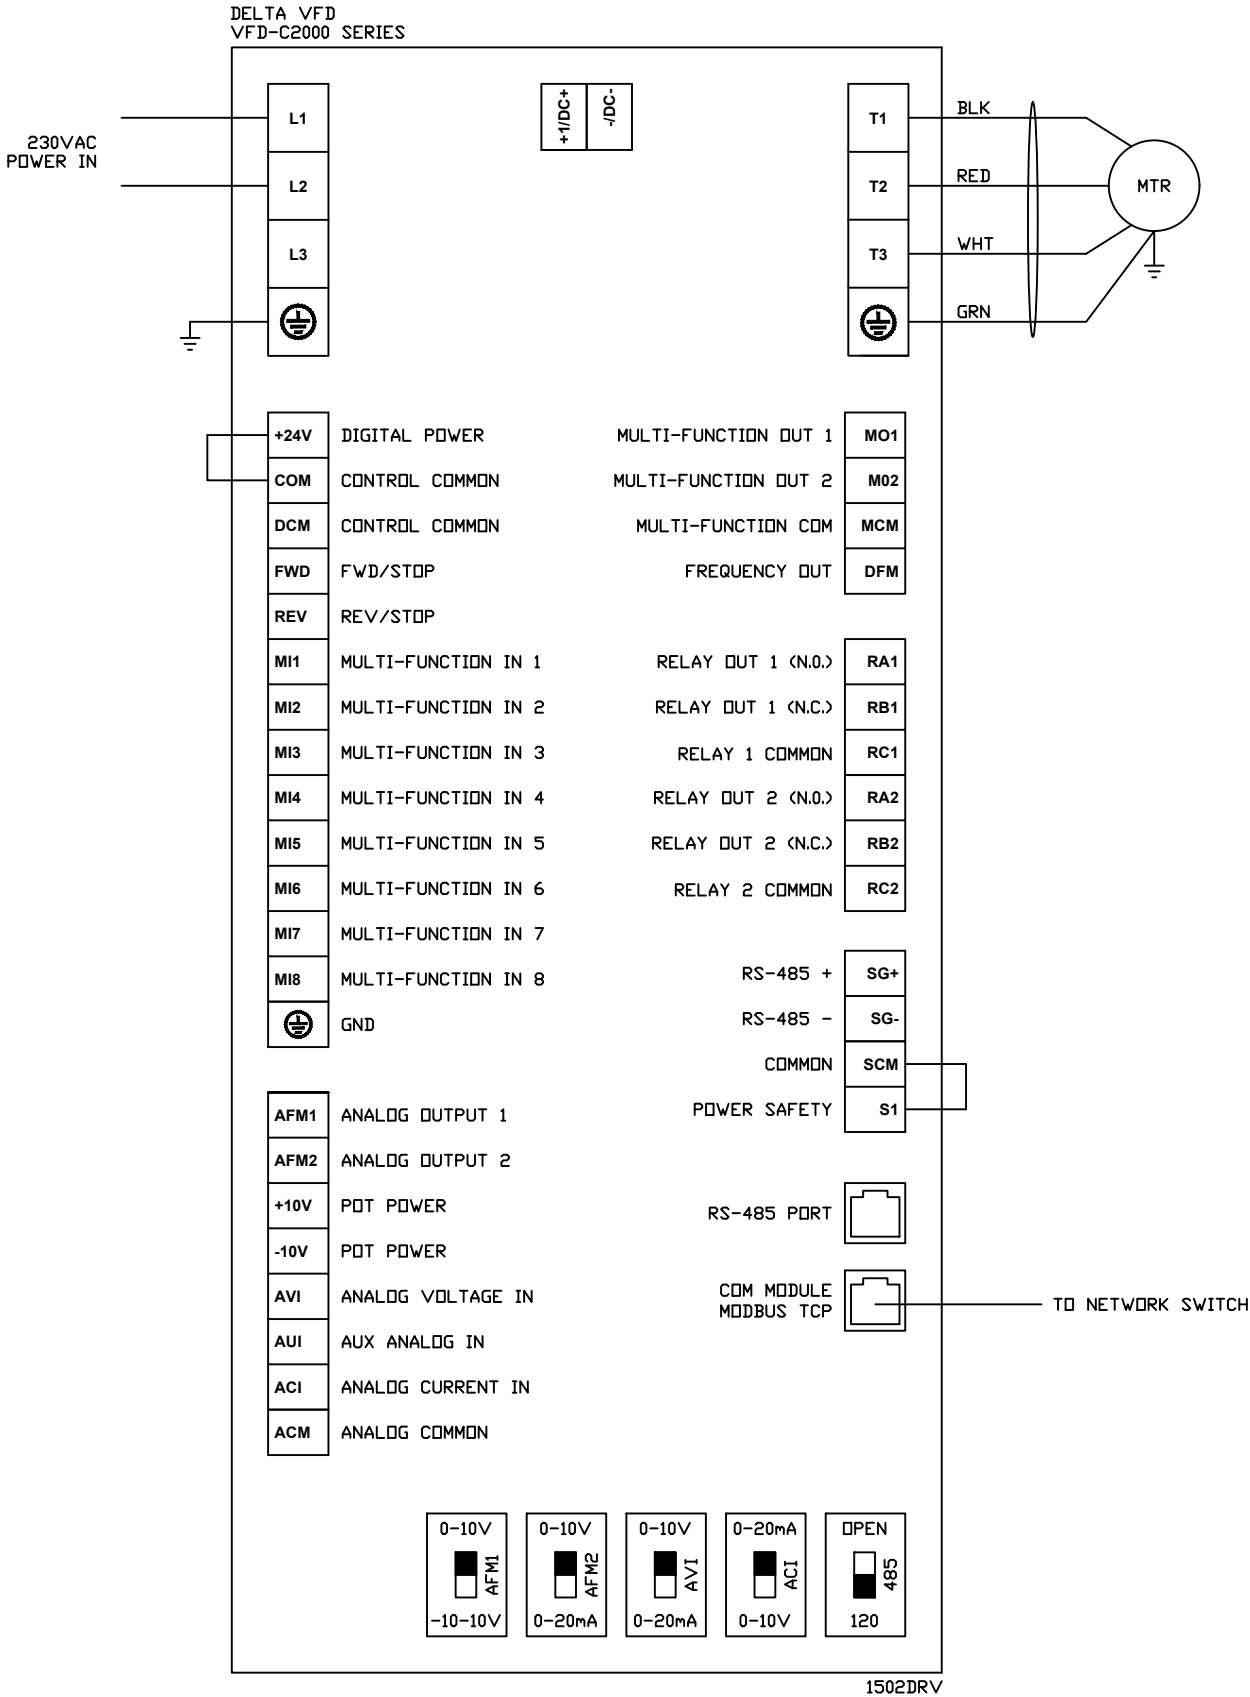 DELTA VFD
VFD-C2000 SERIES
230VAC
POWER IN
L1
L2
L3
+1/DC+
-/DC-
T1
T2
T3
BLK
RED
WHT
GRN
MTR
+24V DIGITAL POWER
COM CONTROL COMMON
DCM CONTROL COMMON
FWD FWD/STOP
REV REV/STOP
MI1 MULTI-FUNCTION IN 1
MI2 MULTI-FUNCTION IN 2
MI3 MULTI-FUNCTION IN 3
MI4 MULTI-FUNCTION IN 4
MI5 MULTI-FUNCTION IN 5
MI6 MULTI-FUNCTION IN 6
MI7 MULTI-FUNCTION IN 7
MI8 MULTI-FUNCTION IN 8
GND
AFM1 ANALOG OUTPUT 1
AFM2 ANALOG OUTPUT 2
+10V POT POWER
-10V POT POWER
AVI ANALOG VOLTAGE IN
AUI AUX ANALOG IN
ACI ANALOG CURRENT IN
ACM ANALOG COMMON
MULTI-FUNCTION OUT 1 MO1
MULTI-FUNCTION OUT 2 M02
MULTI-FUNCTION COM MCM
FREQUENCY OUT DFM
RELAY OUT 1 (N.O.) RA1
RELAY OUT 1 (N.C.) RB1
RELAY 1 COMMON RC1
RELAY OUT 2 (N.O.) RA2
RELAY OUT 2 (N.C.) RB2
RELAY 2 COMMON RC2
RS-485 + SG+
RS-485 - SG-
COMMON SCM
POWER SAFETY S1
RS-485 PORT
COM MODULE
MODBUS TCP
TO NETWORK SWITCH
0-10V
AFM1
-10-10V
0-10V
AFM2
0-20mA
0-10V
AVI
0-20mA
0-20mA
ACI
0-10V
OPEN
485
120
1502DRV